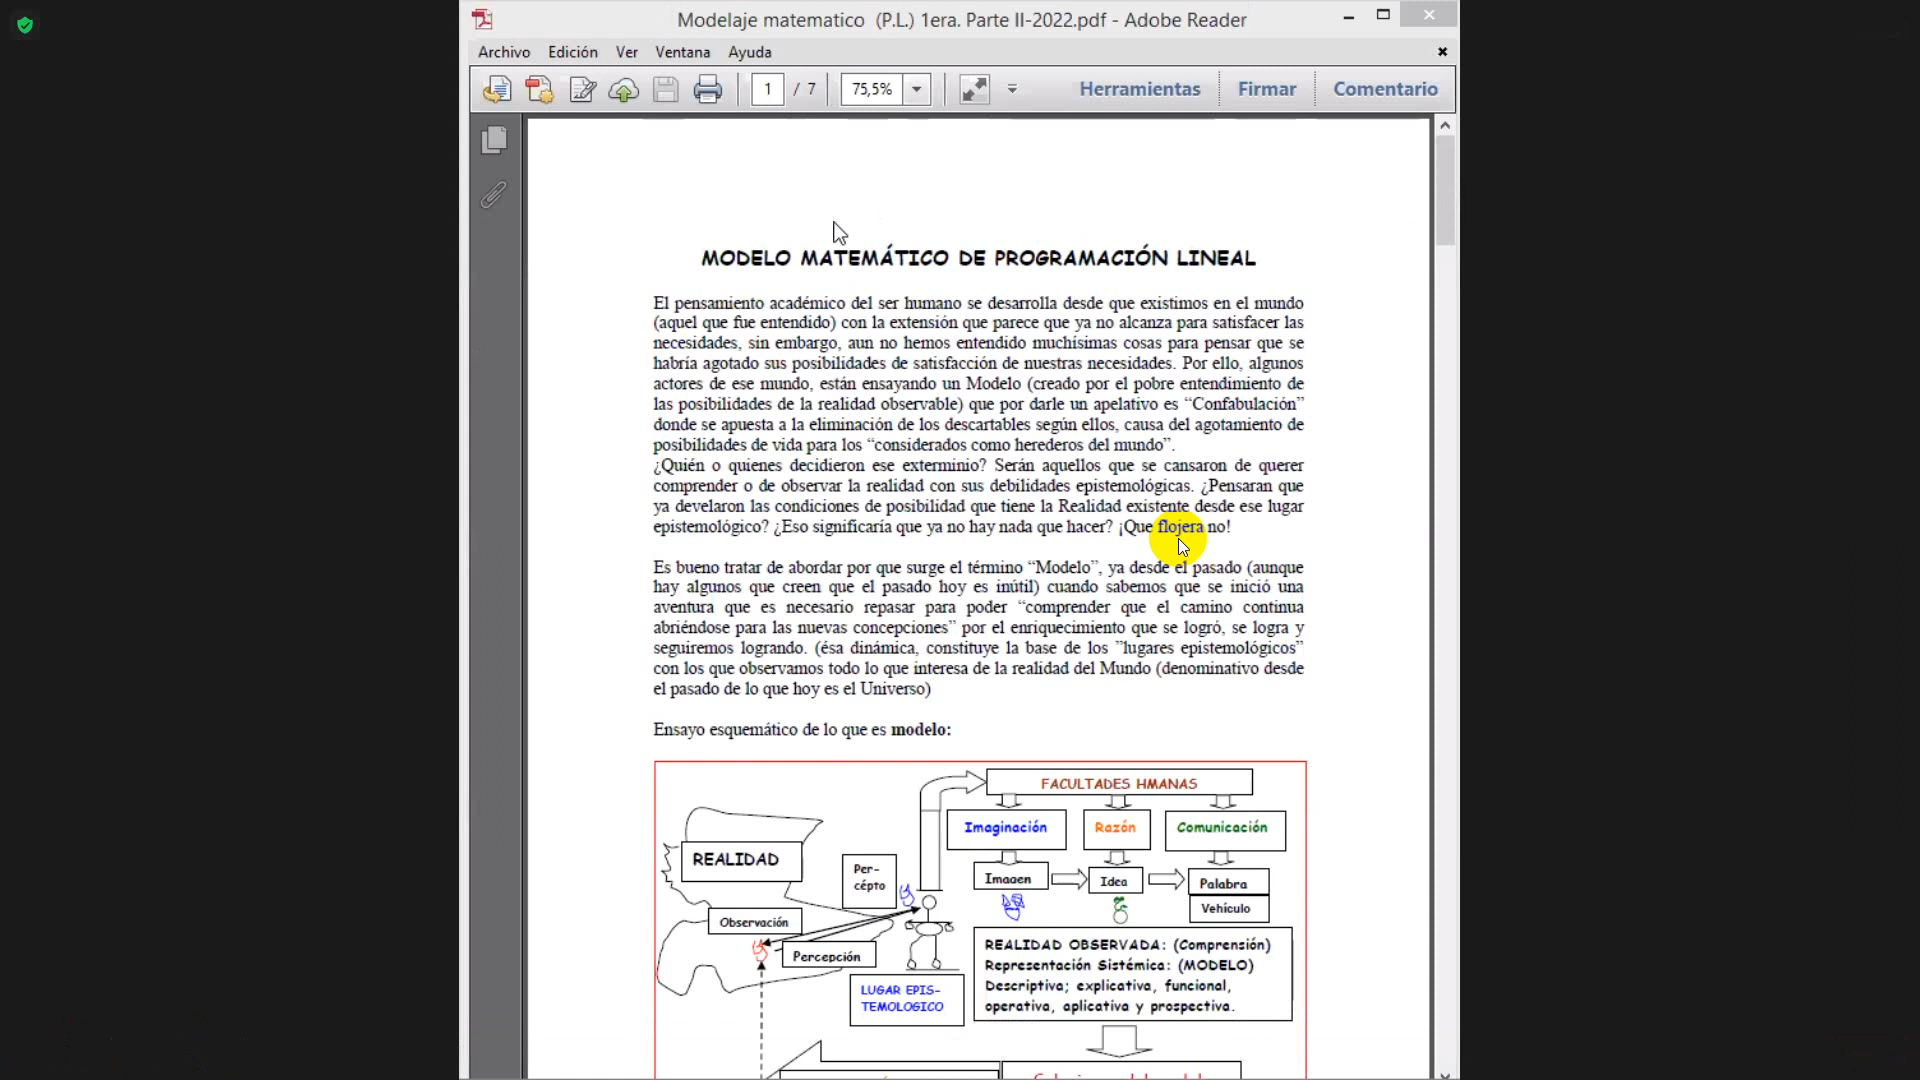 Modelaje matematico (P.L.) 1era. Parte II-2022.pdf - Adobe Reader
Archivo Edición Ver Ventana Ayuda
1 / 7 75,5% Herramientas Firmar Comentario
MODELO MATEMÁTICO DE PROGRAMACIÓN LINEAL
El pensamiento académico del ser humano se desarrolla desde que existimos en el mundo
(aquel que fue entendido) con la extensión que parece que ya no alcanza para satisfacer las
necesidades, sin embargo, aun no hemos entendido muchísimas cosas para pensar que se
habría agotado sus posibilidades de satisfacción de nuestras necesidades. Por ello, algunos
actores de ese mundo, están ensayando un Modelo (creado por el pobre entendimiento de
las posibilidades de la realidad observable) que por darle un apelativo es “Confabulación”
donde se apuesta a la eliminación de los descartables según ellos, causa del agotamiento de
posibilidades de vida para los “considerados como herederos del mundo”.
¿Quién o quienes decidieron ese exterminio? Serán aquellos que se cansaron de querer
comprender o de observar la realidad con sus debilidades epistemológicas. ¿Pensaran que
ya develaron las condiciones de posibilidad que tiene la Realidad existente desde ese lugar
epistemológico? ¿Eso significaría que ya no hay nada que hacer? ¡Que flojera no!
Es bueno tratar de abordar por que surge el término “Modelo”, ya desde el pasado (aunque
hay algunos que creen que el pasado hoy es inútil) cuando sabemos que se inició una
aventura que es necesario repasar para poder “comprender que el camino continua
abriéndose para las nuevas concepciones” por el enriquecimiento que se logró, se logra y
seguiremos logrando. (ésa dinámica, constituye la base de los ”lugares epistemológicos”
con los que observamos todo lo que interesa de la realidad del Mundo (denominativo desde
el pasado de lo que hoy es el Universo)
Ensayo esquemático de lo que es modelo:
FACULTADES HMANAS
Imaginación Razón Comunicación
REALIDAD
Per-
cépto
Imagen Idea Palabra
Vehículo
Observación
Percepción
LUGAR EPIS-
TEMOLOGICO
REALIDAD OBSERVADA: (Comprensión)
Representación Sistémica: (MODELO)
Descriptiva; explicativa, funcional,
operativa, aplicativa y prospectiva.